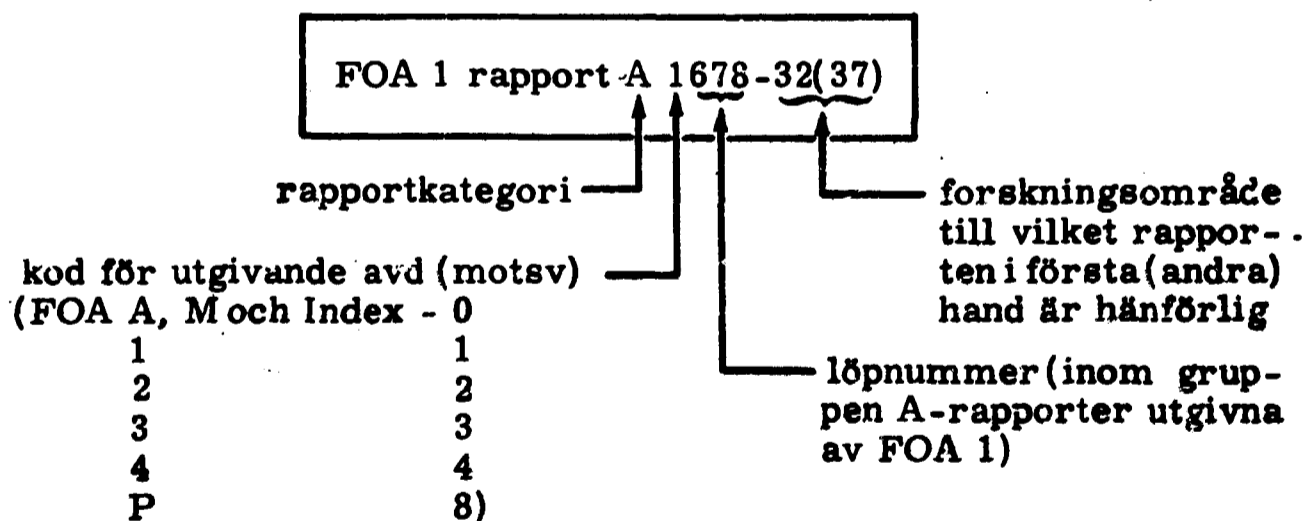 FOA 1 rapport A 1678-32(37)
rapportkategori
kod för utgivande avd (motsv)
(FOA A, M och Index - 0
1 1
2 2
3 3
4 4
P 8)
forskningsområde
till vilket rappor-
ten i första(andra)
hand är hänförlig
löpnummer (inom grup-
pen A-rapporter utgivna
av FOA 1)